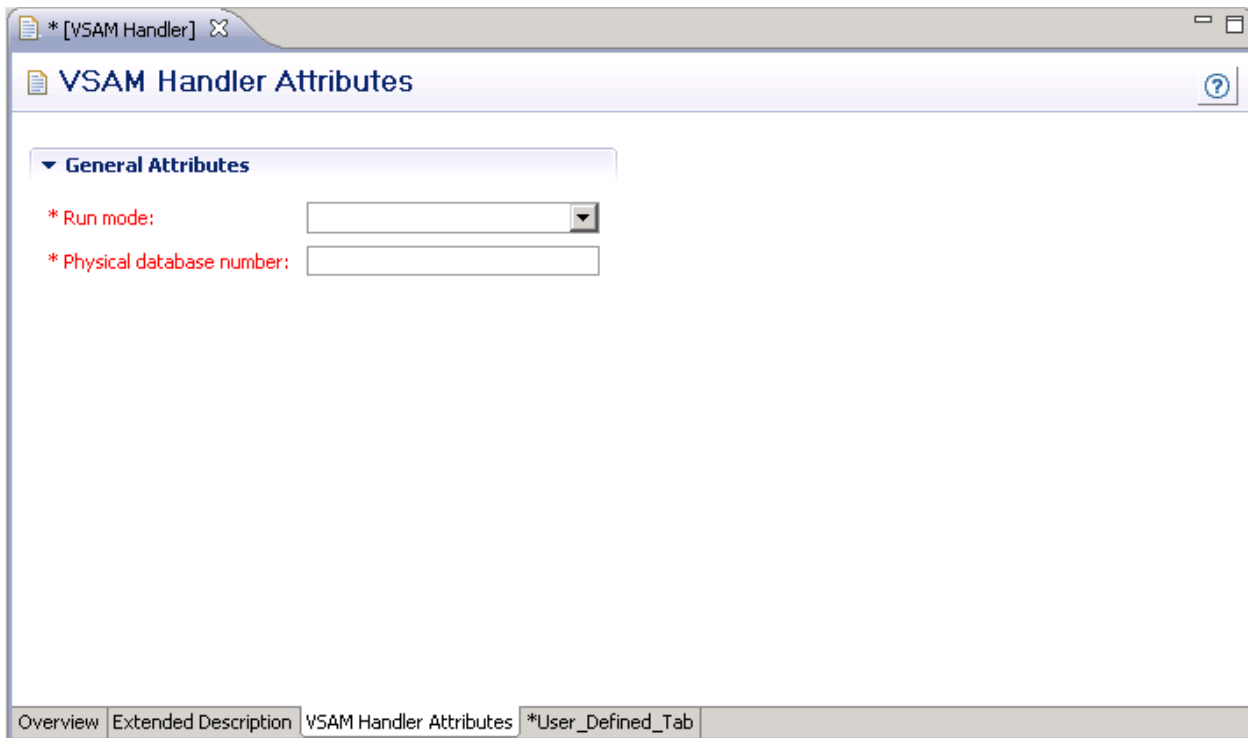 * [VSAM Handler]
VSAM Handler Attributes
?
General Attributes
* Run mode:
* Physical database number:
Overview Extended Description VSAM Handler Attributes *User_Defined_Tab